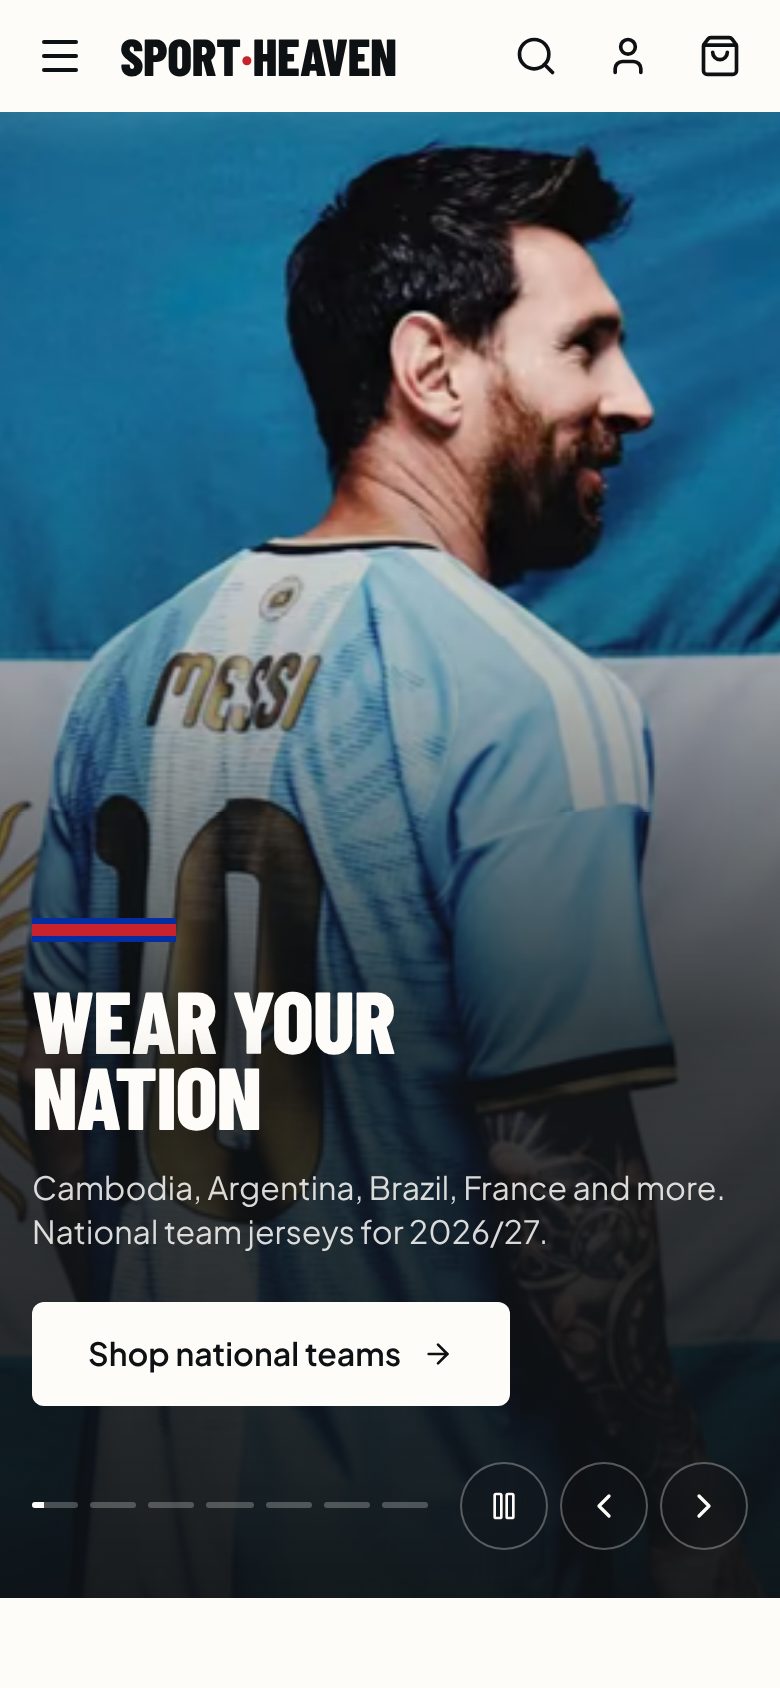 SPORT·HEAVEN
MESSI
10
WEAR YOUR
NATION
Cambodia, Argentina, Brazil, France and more.
National team jerseys for 2026/27.
Shop national teams →